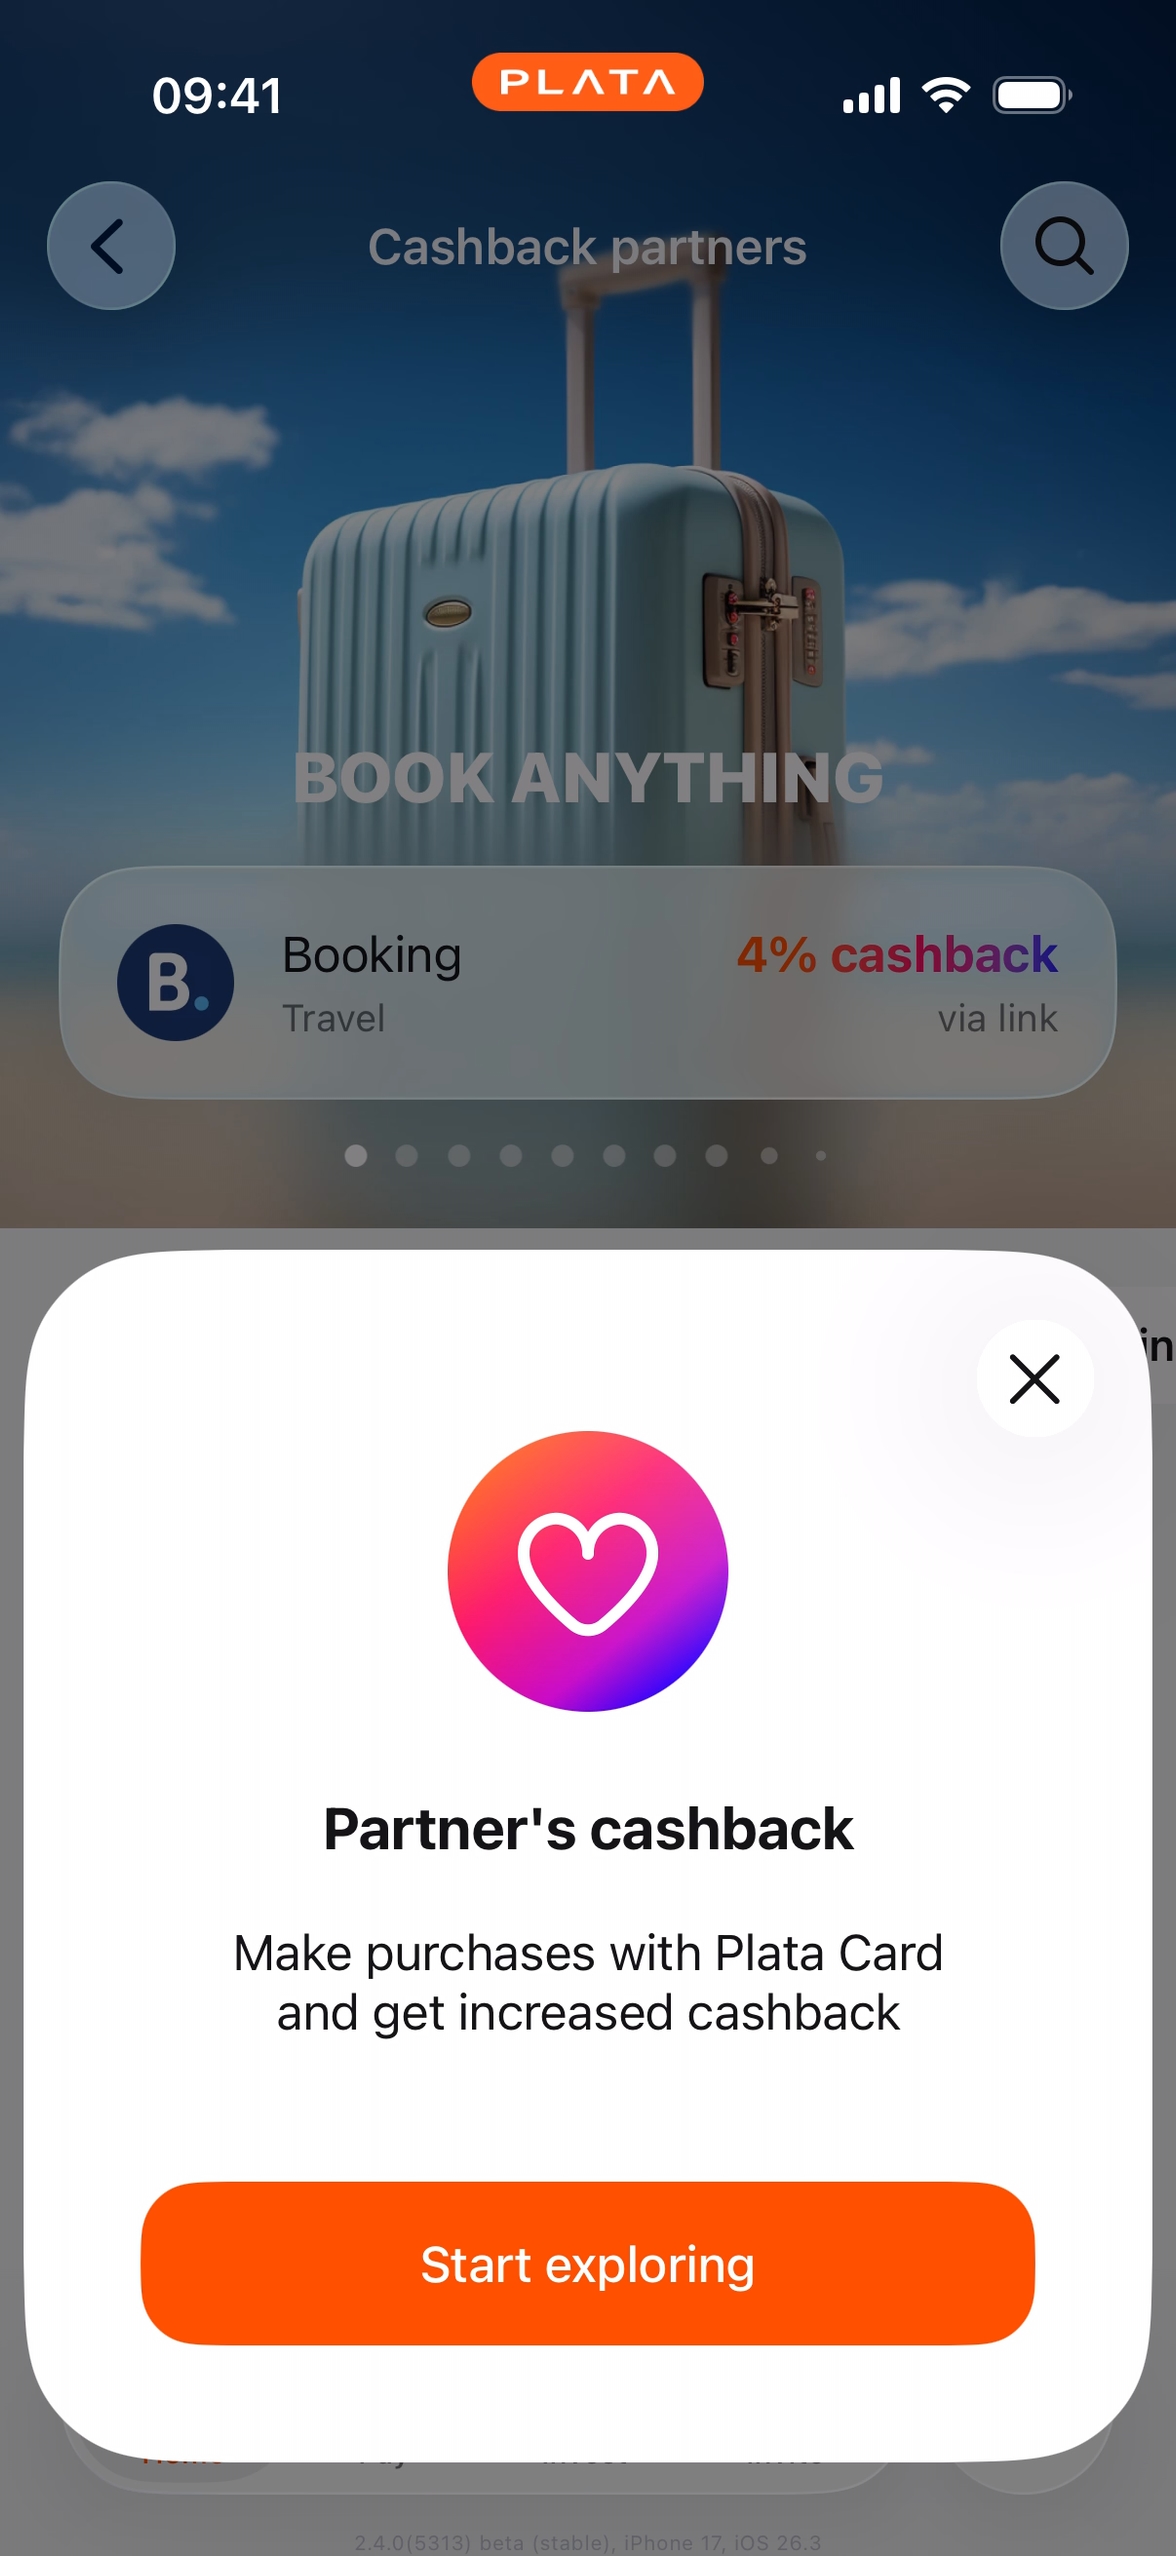 09:41
PLATA
Cashback partners
BOOK ANYTHING
B.
Booking
4% cashback
Travel
via link
in
Partner's cashback
Make purchases with Plata Card
and get increased cashback
Start exploring
2.4.0(5313) beta (stable), iPhone 17, iOS 26.3